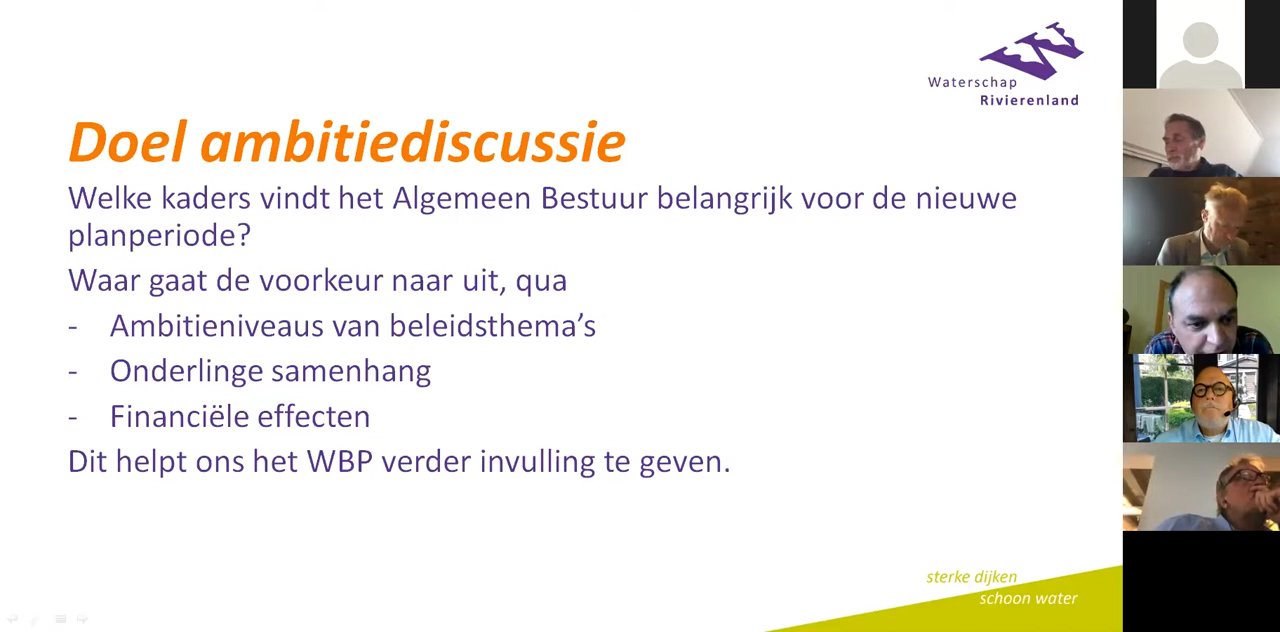 Waterschap
Rivierenland
Doel ambitiediscussie
Welke kaders vindt het Algemeen Bestuur belangrijk voor de nieuwe
planperiode?
Waar gaat de voorkeur naar uit, qua
- Ambitieniveaus van beleidsthema’s
- Onderlinge samenhang
- Financiële effecten
Dit helpt ons het WBP verder invulling te geven.
sterke dijken
schoon water